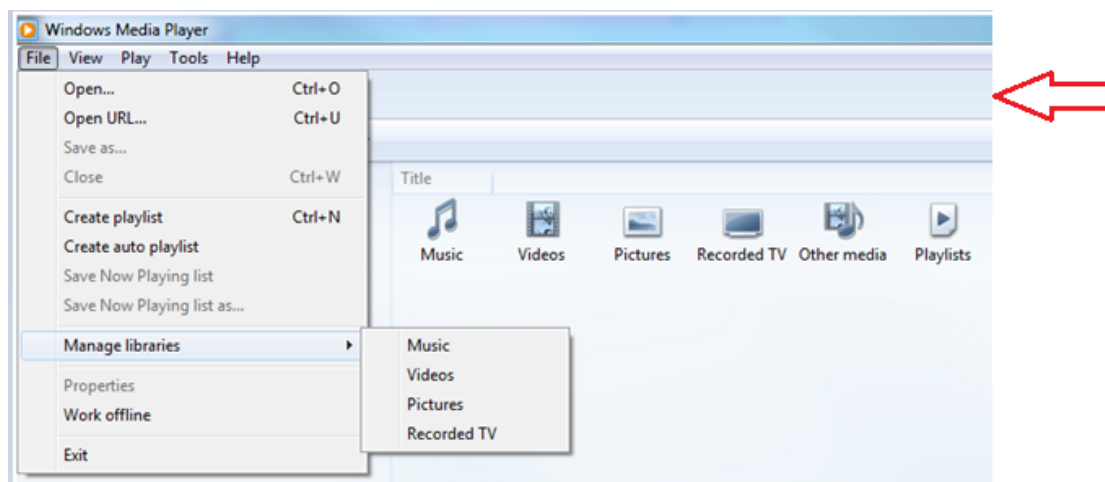 Windows Media Player
File View Play Tools Help
Open... Ctrl+O
Open URL... Ctrl+U
Save as...
Close Ctrl+W
Create playlist Ctrl+N
Create auto playlist
Save Now Playing list
Save Now Playing list as...
Manage libraries
Properties
Work offline
Exit
Music
Videos
Pictures
Recorded TV
Title
Music Videos Pictures Recorded TV Other media Playlists